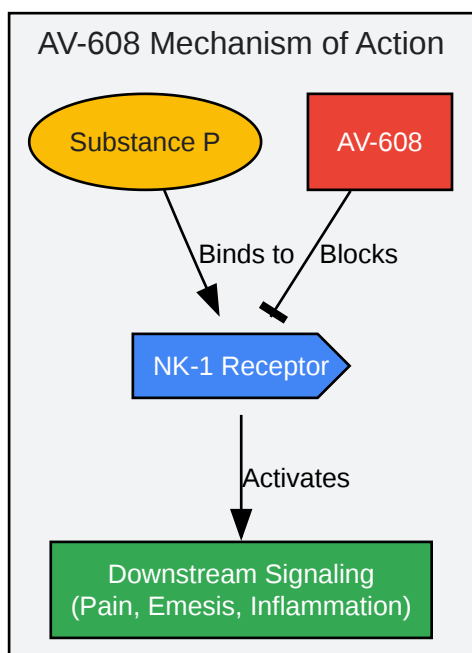 AV-608 Mechanism of Action
Substance P
AV-608
Binds to
Blocks
NK-1 Receptor
Activates
Downstream Signaling
(Pain, Emesis, Inflammation)